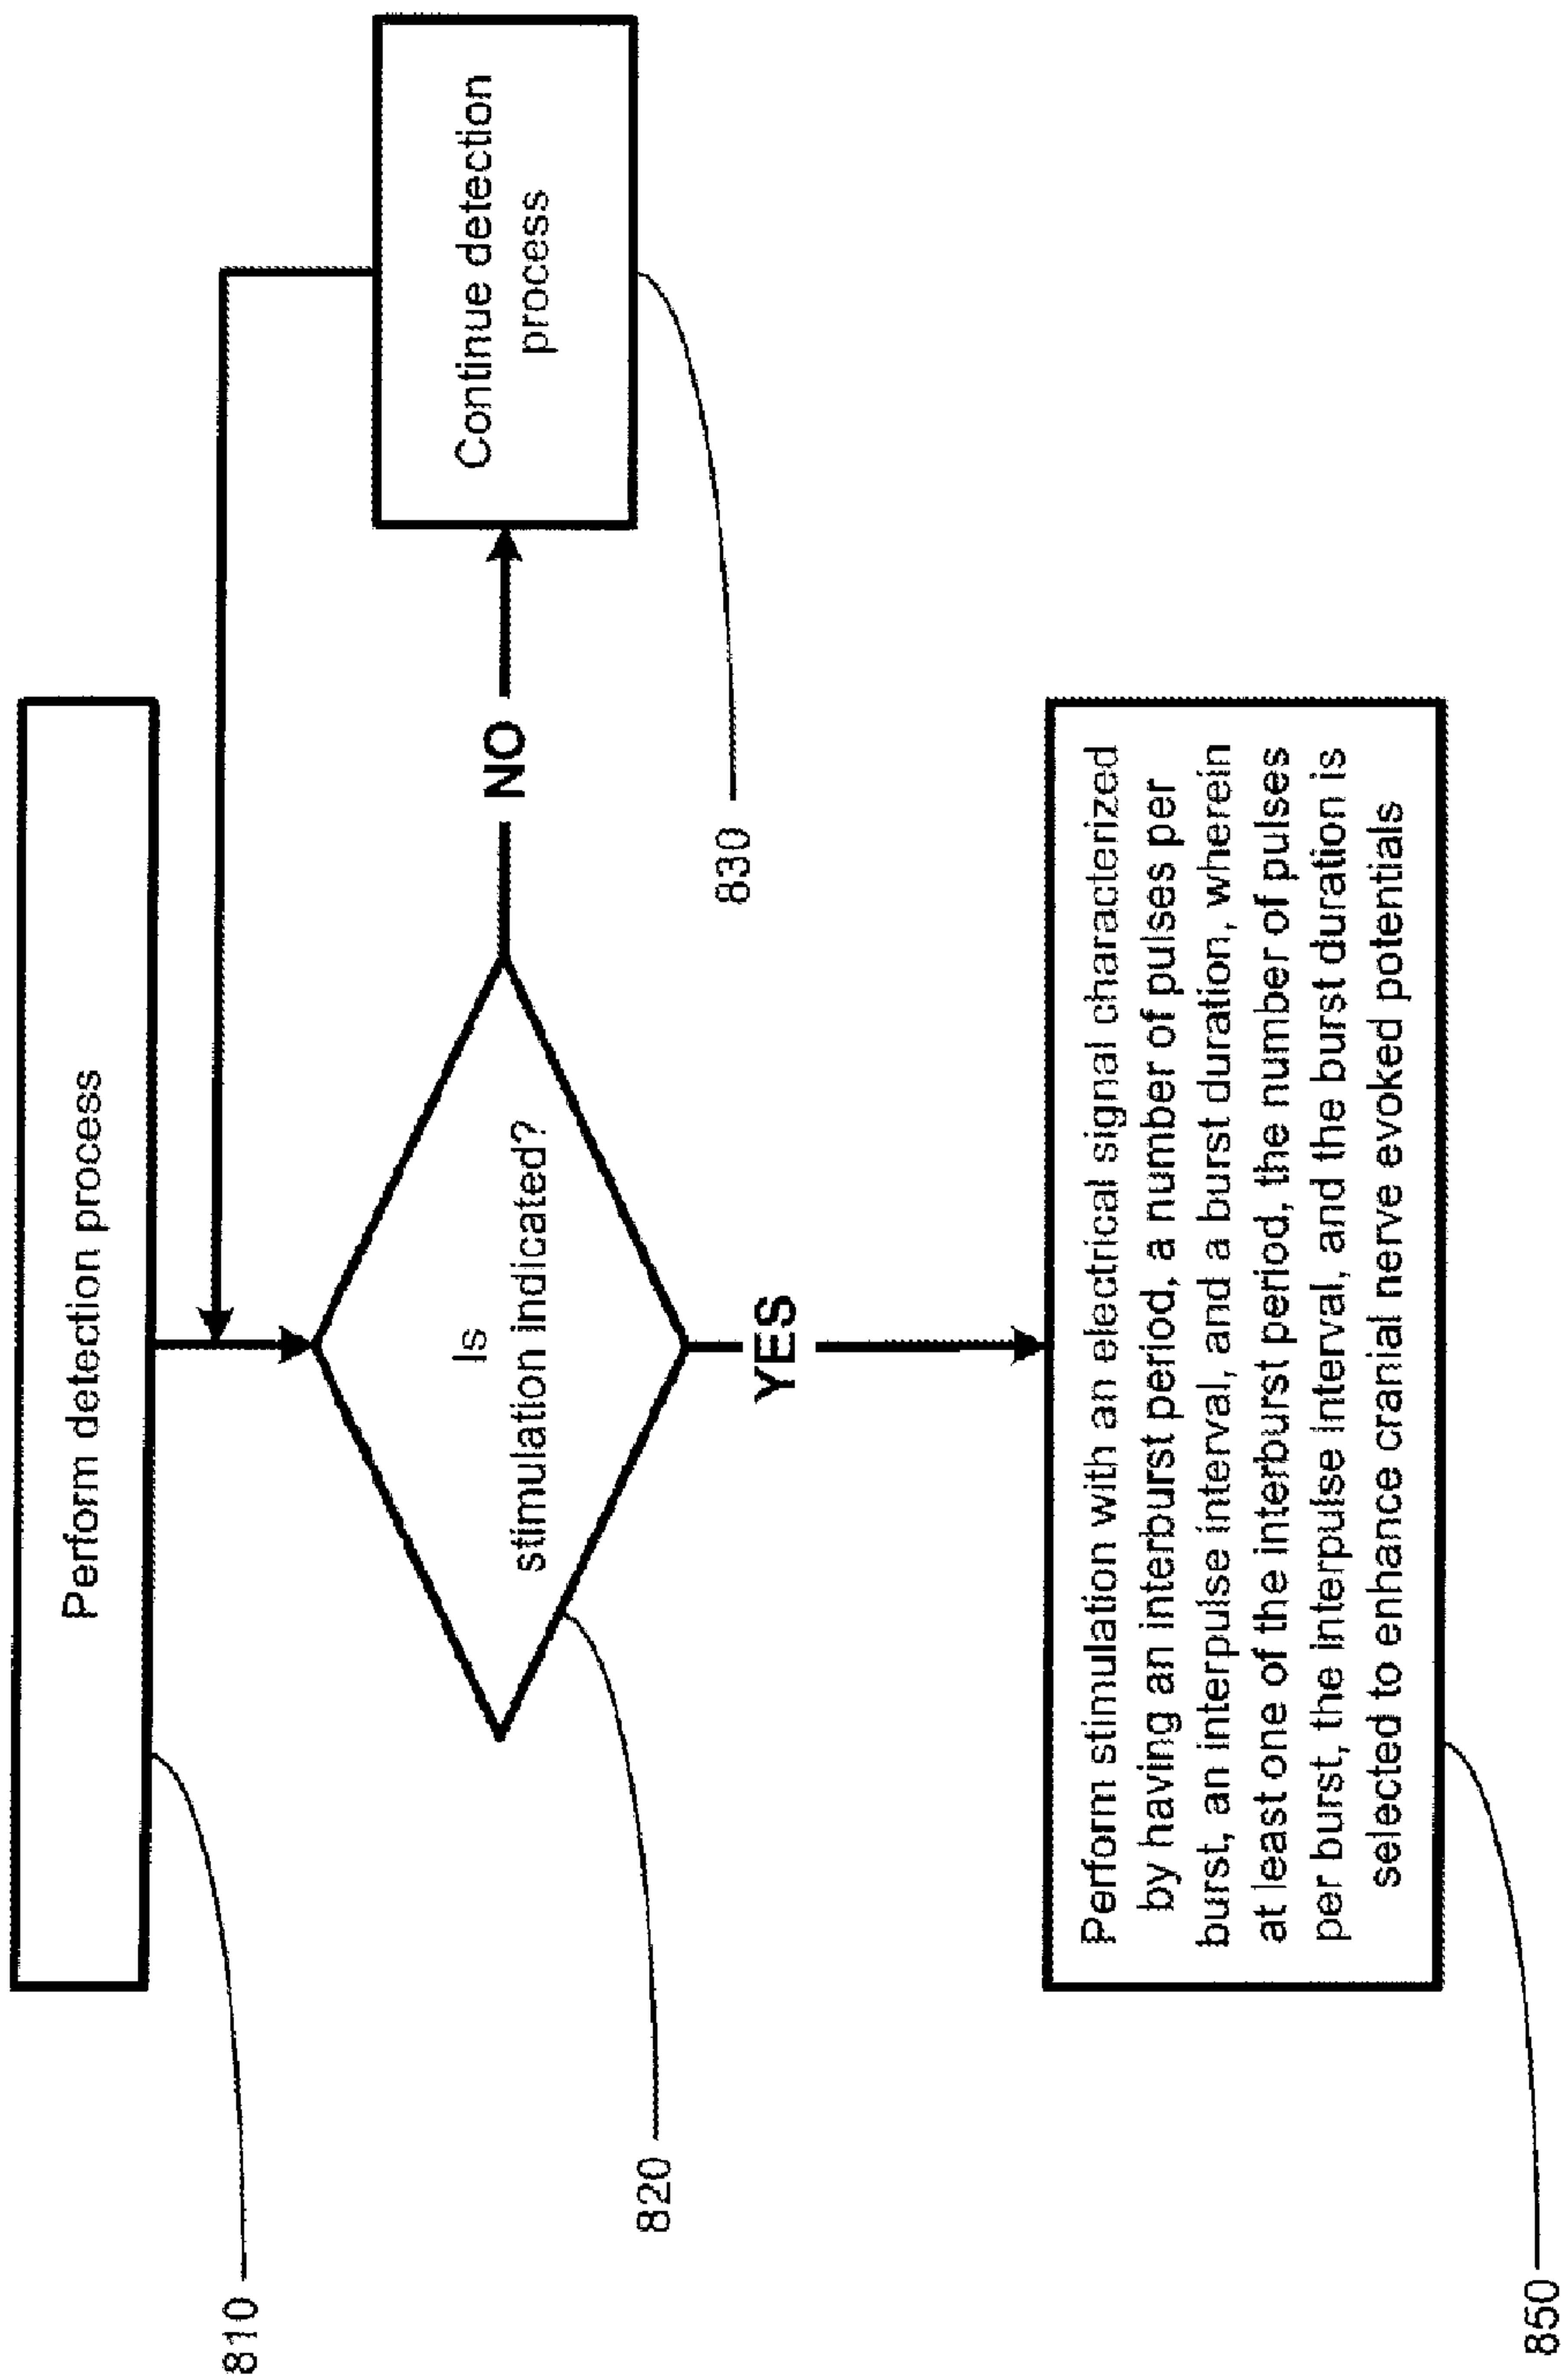 Perform detection process
810
Is
stimulation indicated?
820
NO
Continue detection
process
830
YES
Perform stimulation with an electrical signal characterized
by having an interburst period, a number of pulses per
burst, an interpulse interval, and a burst duration, wherein
at least one of the interburst period, the number of pulses
per burst, the interpulse interval, and the burst duration is
selected to enhance cranial nerve evoked potentials
850